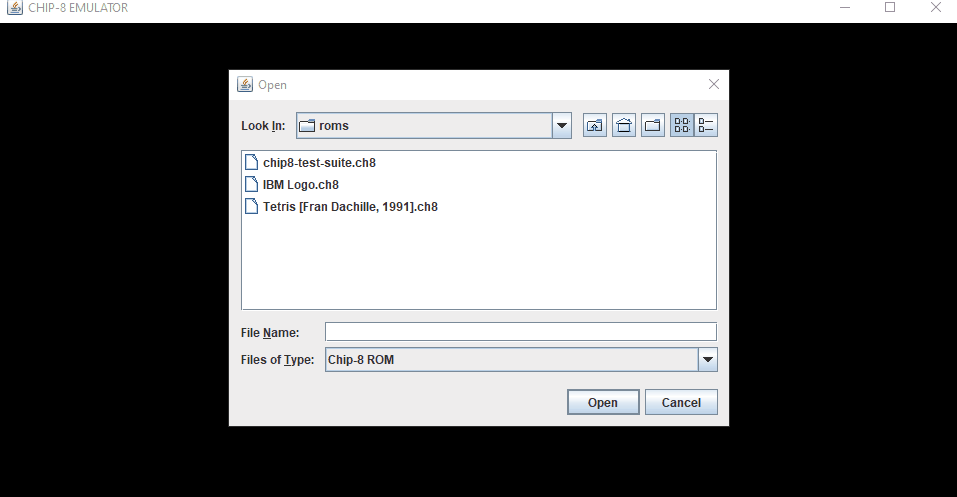 CHIP-8 EMULATOR
Open
Look In: roms
chip8-test-suite.ch8
IBM Logo.ch8
Tetris [Fran Dachille, 1991].ch8
File Name:
Files of Type: Chip-8 ROM
Open Cancel